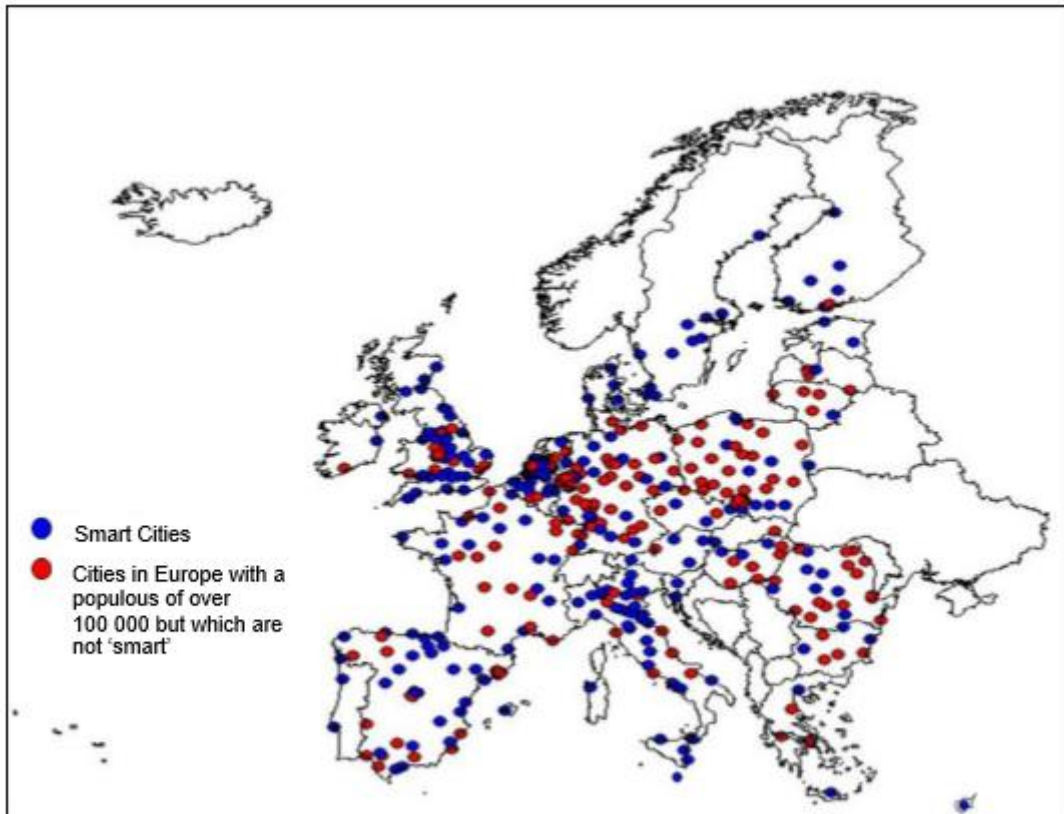 Smart Cities
Cities in Europe with a
populous of over
100 000 but which are
not ‘smart’